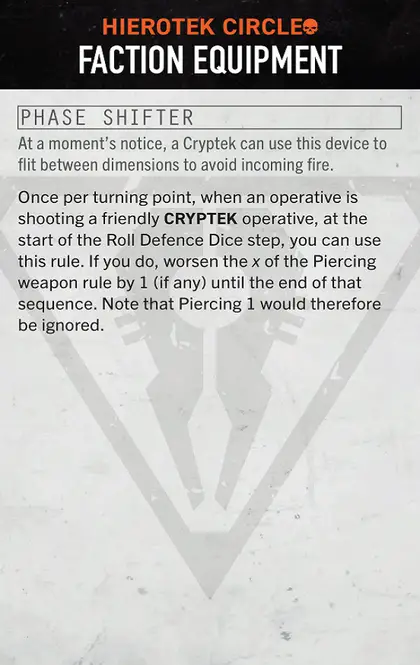 HIEROTEK CIRCLE
FACTION EQUIPMENT
PHASE SHIFTER
At a moment's notice, a Cryptek can use this device to
flit between dimensions to avoid incoming fire.
Once per turning point, when an operative is
shooting a friendly CRYPTEK operative, at the
start of the Roll Defence Dice step, you can use
this rule. If you do, worsen the x of the Piercing
weapon rule by 1 (if any) until the end of that
sequence. Note that Piercing 1 would therefore
be ignored.